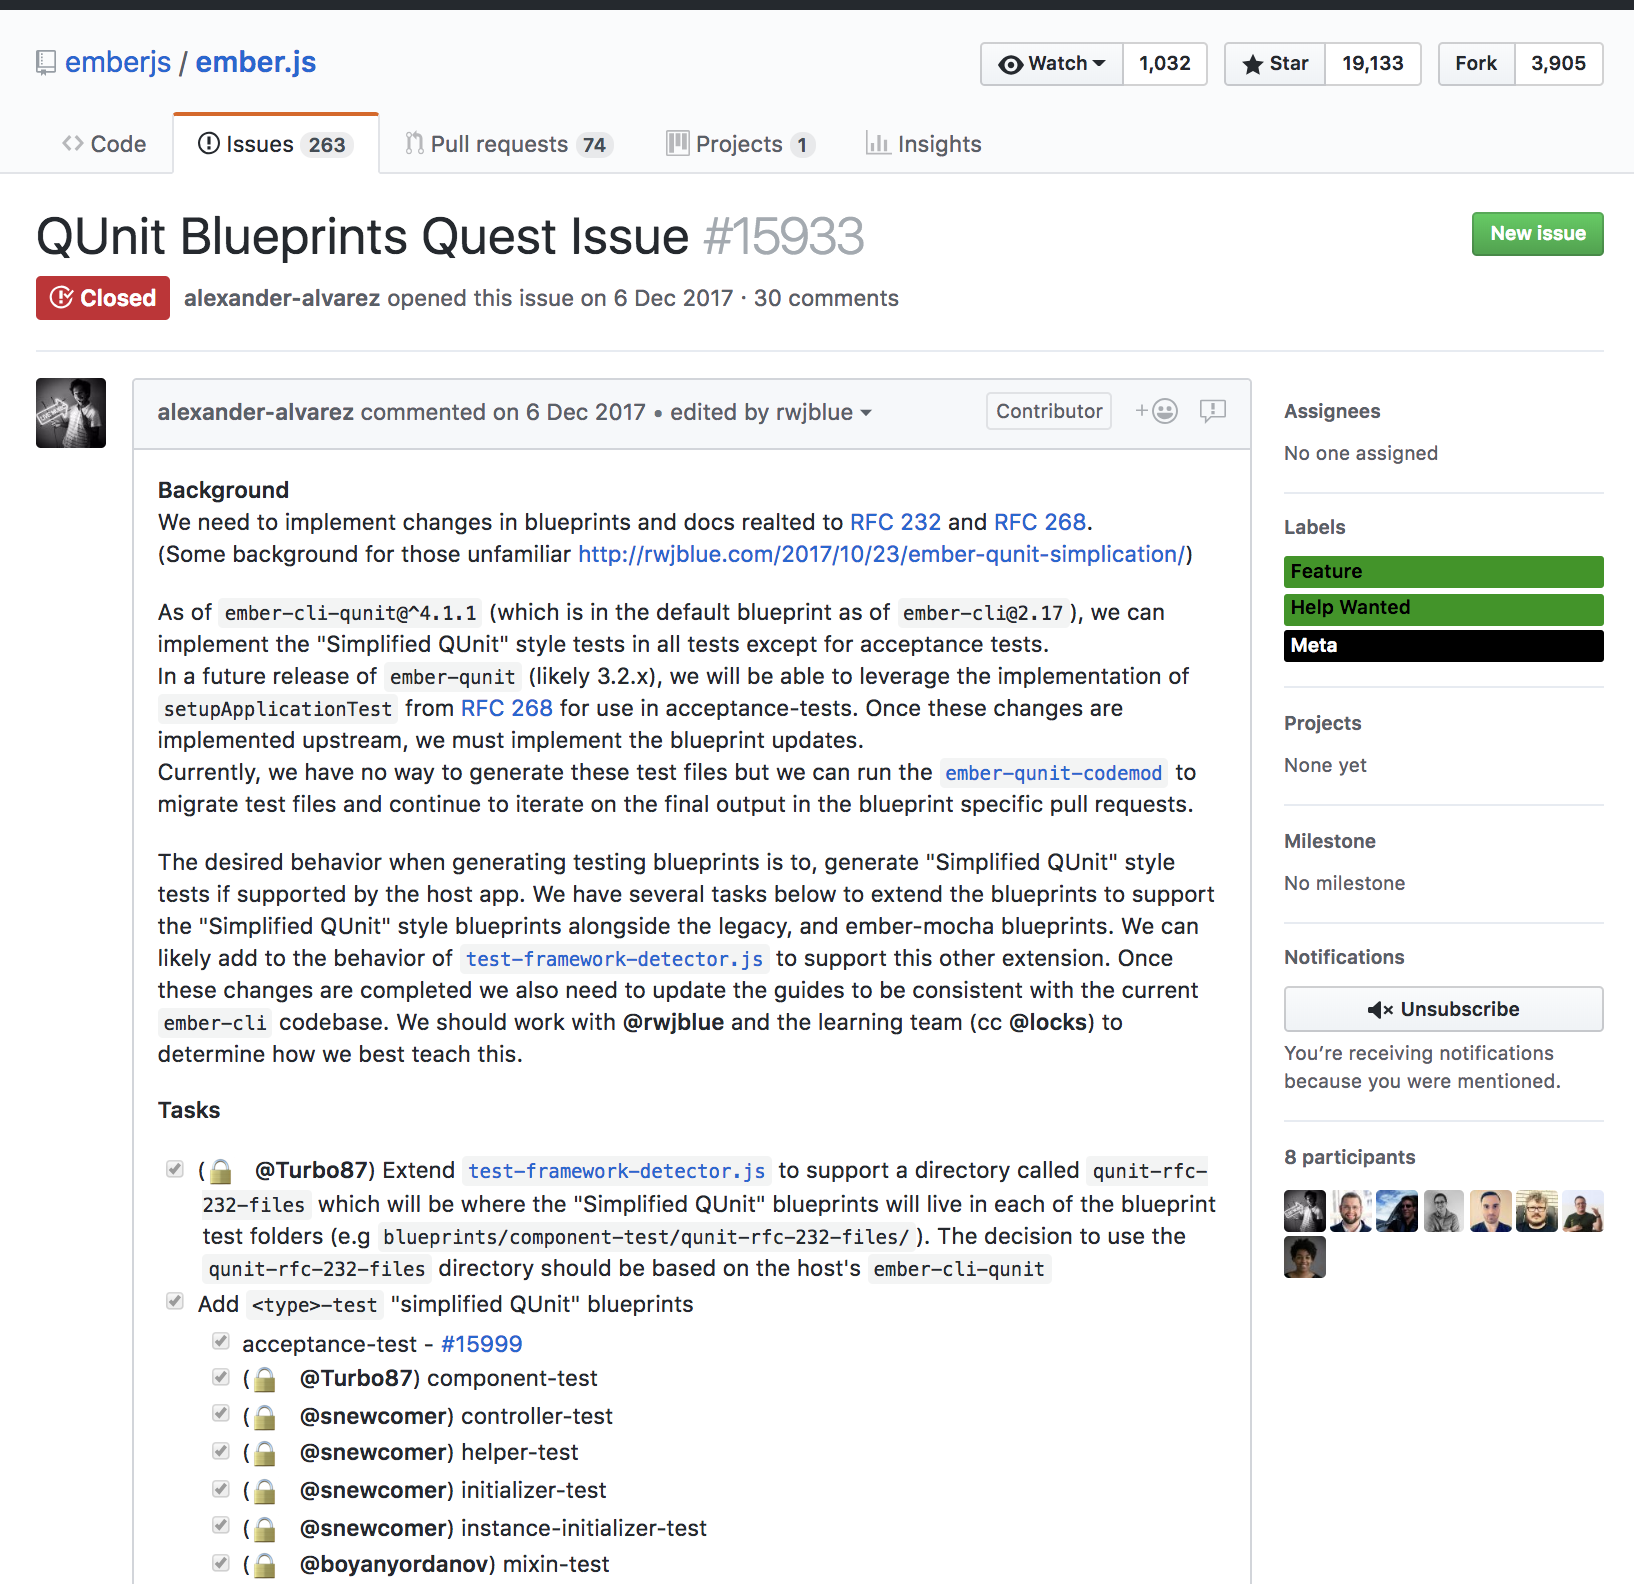 emberjs / ember.js
Watch 1,032 Star 19,133 Fork 3,905
Code Issues 263 Pull requests 74 Projects 1 Insights
QUnit Blueprints Quest Issue #15933
New issue
Closed alexander-alvarez opened this issue on 6 Dec 2017 · 30 comments
alexander-alvarez commented on 6 Dec 2017 • edited by rwjblue Contributor
Background
We need to implement changes in blueprints and docs realted to RFC 232 and RFC 268.
(Some background for those unfamiliar http://rwjblue.com/2017/10/23/ember-qunit-simplication/)
As of ember-cli-qunit@^4.1.1 (which is in the default blueprint as of ember-cli@2.17), we can
implement the "Simplified QUnit" style tests in all tests except for acceptance tests.
In a future release of ember-qunit (likely 3.2.x), we will be able to leverage the implementation of
setupApplicationTest from RFC 268 for use in acceptance-tests. Once these changes are
implemented upstream, we must implement the blueprint updates.
Currently, we have no way to generate these test files but we can run the ember-qunit-codemod to
migrate test files and continue to iterate on the final output in the blueprint specific pull requests.
The desired behavior when generating testing blueprints is to, generate "Simplified QUnit" style
tests if supported by the host app. We have several tasks below to extend the blueprints to support
the "Simplified QUnit" style blueprints alongside the legacy, and ember-mocha blueprints. We can
likely add to the behavior of test-framework-detector.js to support this other extension. Once
these changes are completed we also need to update the guides to be consistent with the current
ember-cli codebase. We should work with @rwjblue and the learning team (cc @locks) to
determine how we best teach this.
Tasks
(@Turbo87) Extend test-framework-detector.js to support a directory called qunit-rfc-
232-files which will be where the "Simplified QUnit" blueprints will live in each of the blueprint
test folders (e.g blueprints/component-test/qunit-rfc-232-files/). The decision to use the
qunit-rfc-232-files directory should be based on the host's ember-cli-qunit
Add <type>-test "simplified QUnit" blueprints
acceptance-test - #15999
(@Turbo87) component-test
(@snewcomer) controller-test
(@snewcomer) helper-test
(@snewcomer) initializer-test
(@snewcomer) instance-initializer-test
(@boyanyordanov) mixin-test
Assignees
No one assigned
Labels
Feature
Help Wanted
Meta
Projects
None yet
Milestone
No milestone
Notifications
Unsubscribe
You're receiving notifications
because you were mentioned.
8 participants